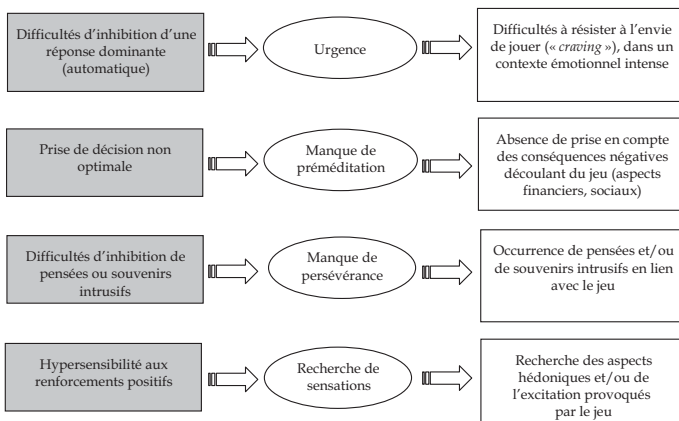 Difficultés d'inhibition d'une
réponse dominante
(automatique)
Urgence
Difficultés à résister à l'envie
de jouer (« craving »), dans un
contexte émotionnel intense
Prise de décision non
optimale
Manque de
préméditation
Absence de prise en compte
des conséquences négatives
découlant du jeu (aspects
financiers, sociaux)
Difficultés d'inhibition de
pensées ou souvenirs
intrusifs
Manque de
persévérance
Occurrence de pensées et/ou
de souvenirs intrusifs en lien
avec le jeu
Hypersensibilité aux
renforcements positifs
Recherche de
sensations
Recherche des aspects
hédoniques et/ou de
l'excitation provoqués
par le jeu